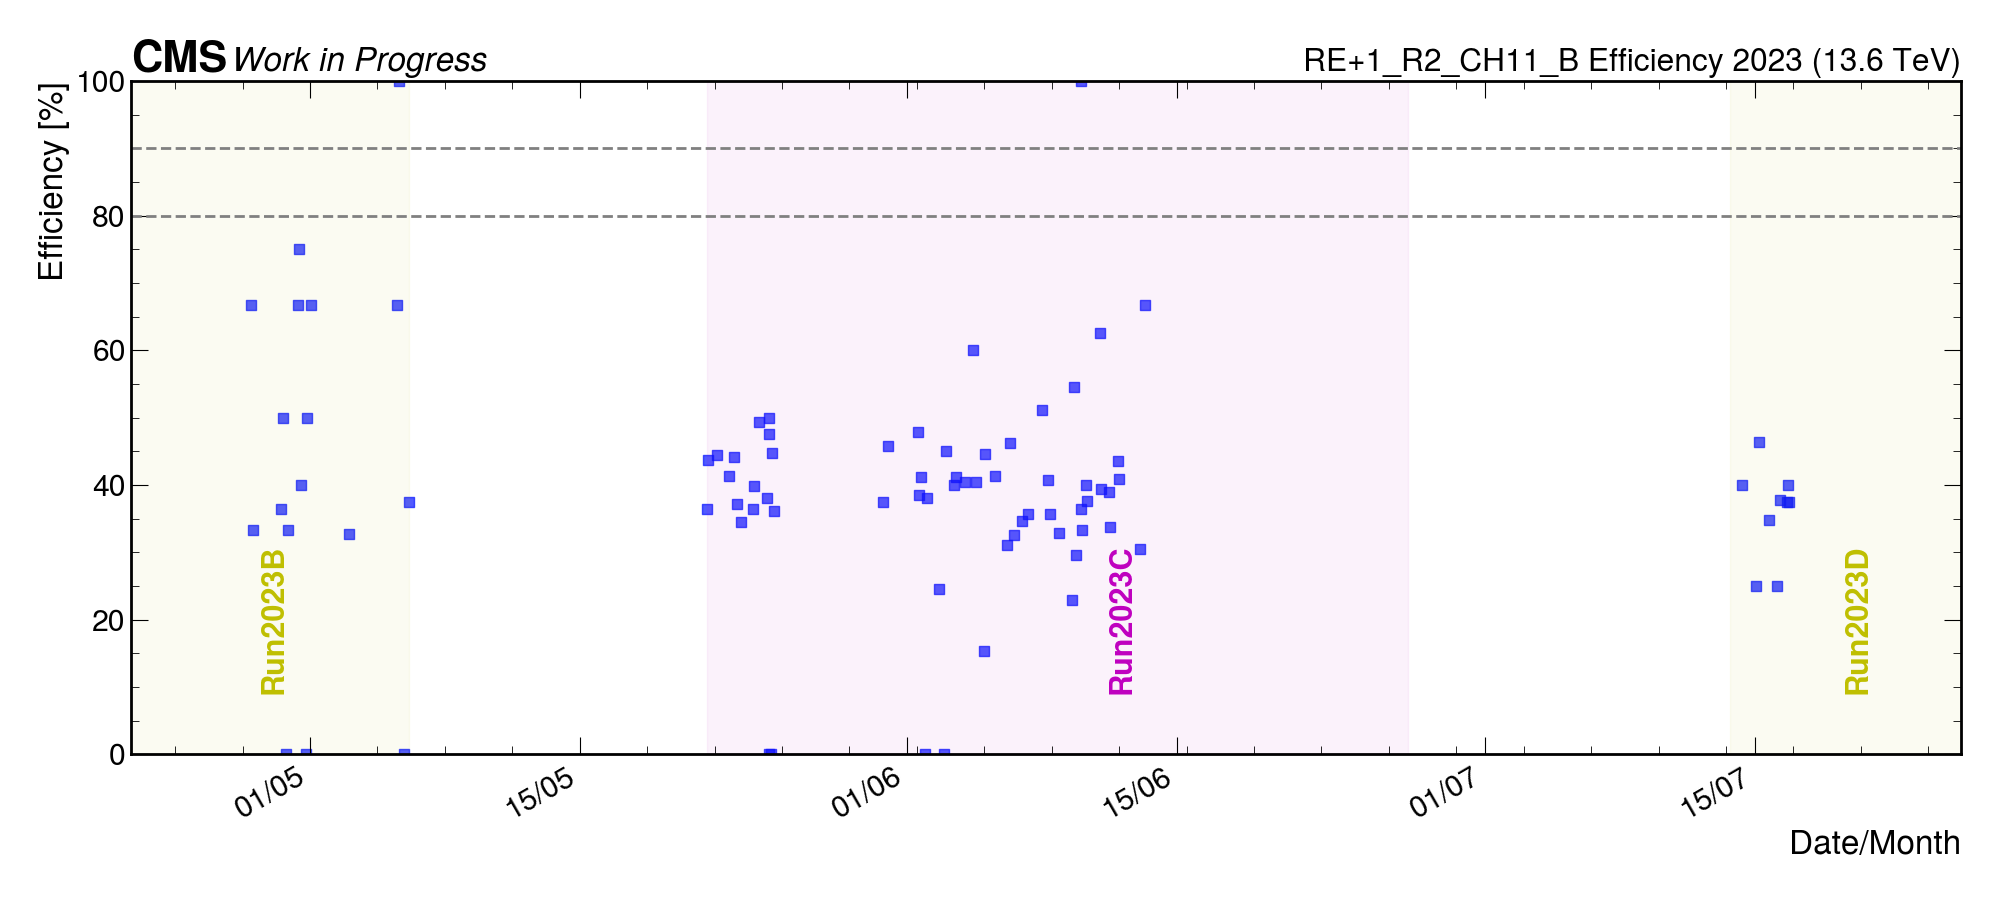 CMS Work in Progress
RE+1_R2_CH11_B Efficiency 2023 (13.6 TeV)
Efficiency [%]
100
80
60
40
20
0
Run2023B
Run2023C
Run2023D
01/05
15/05
01/06
15/06
01/07
15/07
Date/Month